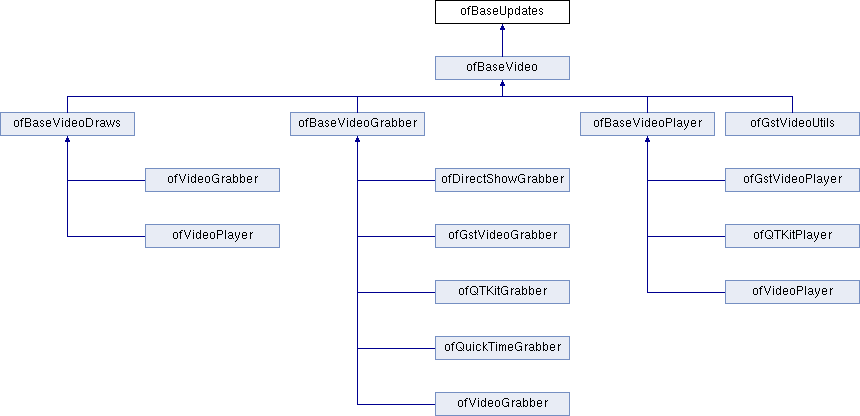 ofBaseUpdates
ofBaseVideo
ofBaseVideoDraws ofBaseVideoGrabber ofBaseVideoPlayer ofGstVideoUtils
ofVideoGrabber ofDirectShowGrabber ofGstVideoPlayer
ofVideoPlayer ofGstVideoGrabber ofQTKitPlayer
ofQTKitGrabber ofVideoPlayer
ofQuickTimeGrabber
ofVideoGrabber